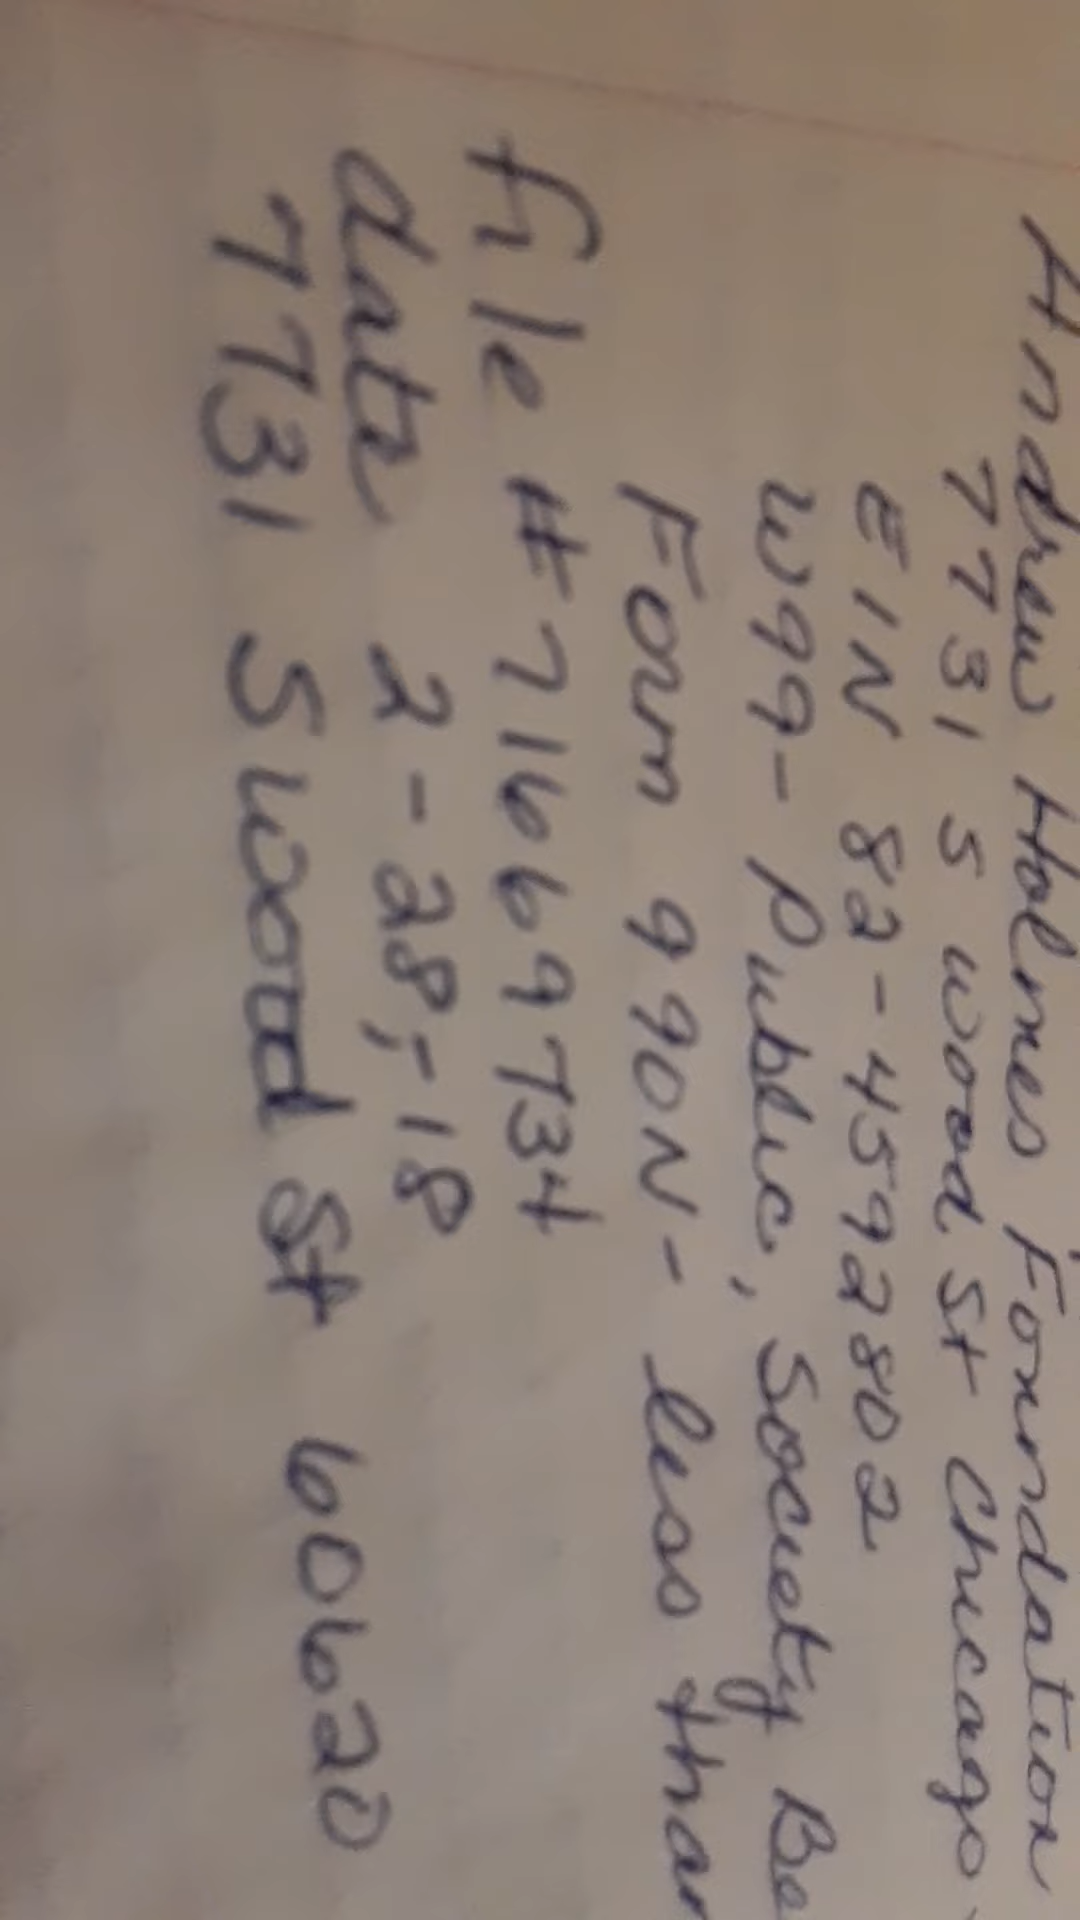 Andrew Holmes Foundation
7731 S Wood St Chicago
EIN 82-4592802
W99- Public, Society Be
Form 990N- less than
file # 71669734
date 2-28,-18
7731 S Wood St 60620